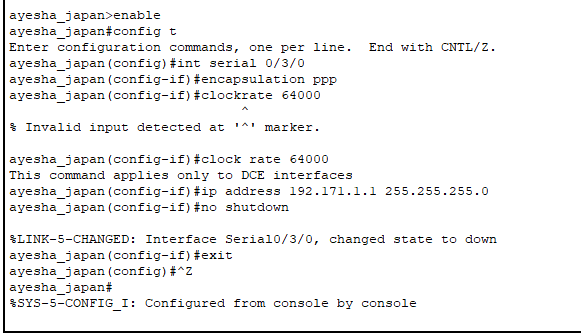 ayesha_japan>enable
ayesha_japan#config t
Enter configuration commands, one per line.  End with CNTL/Z.
ayesha_japan(config)#int serial 0/3/0
ayesha_japan(config-if)#encapsulation ppp
ayesha_japan(config-if)#clockrate 64000
                              ^
% Invalid input detected at '^' marker.

ayesha_japan(config-if)#clock rate 64000
This command applies only to DCE interfaces
ayesha_japan(config-if)#ip address 192.171.1.1 255.255.255.0
ayesha_japan(config-if)#no shutdown

%LINK-5-CHANGED: Interface Serial0/3/0, changed state to down
ayesha_japan(config-if)#exit
ayesha_japan(config)#^Z
ayesha_japan#
%SYS-5-CONFIG_I: Configured from console by console